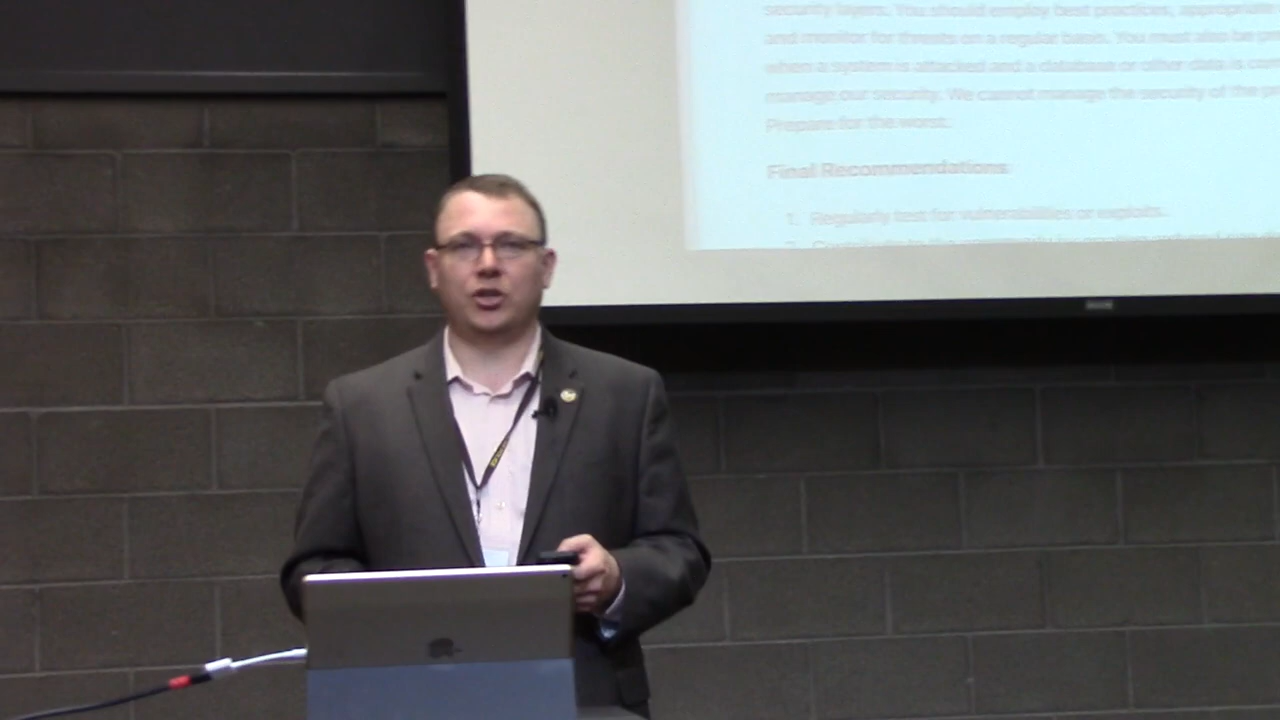 security layers. You should employ best practices, appropriate
and monitor for threats on a regular basis. You must also be
when a system is attacked and a database or other data is
manage our security. We cannot manage the security of the
Prepare for the worst.
Final Recommendations
1. Regularly test for vulnerabilities or exploits.